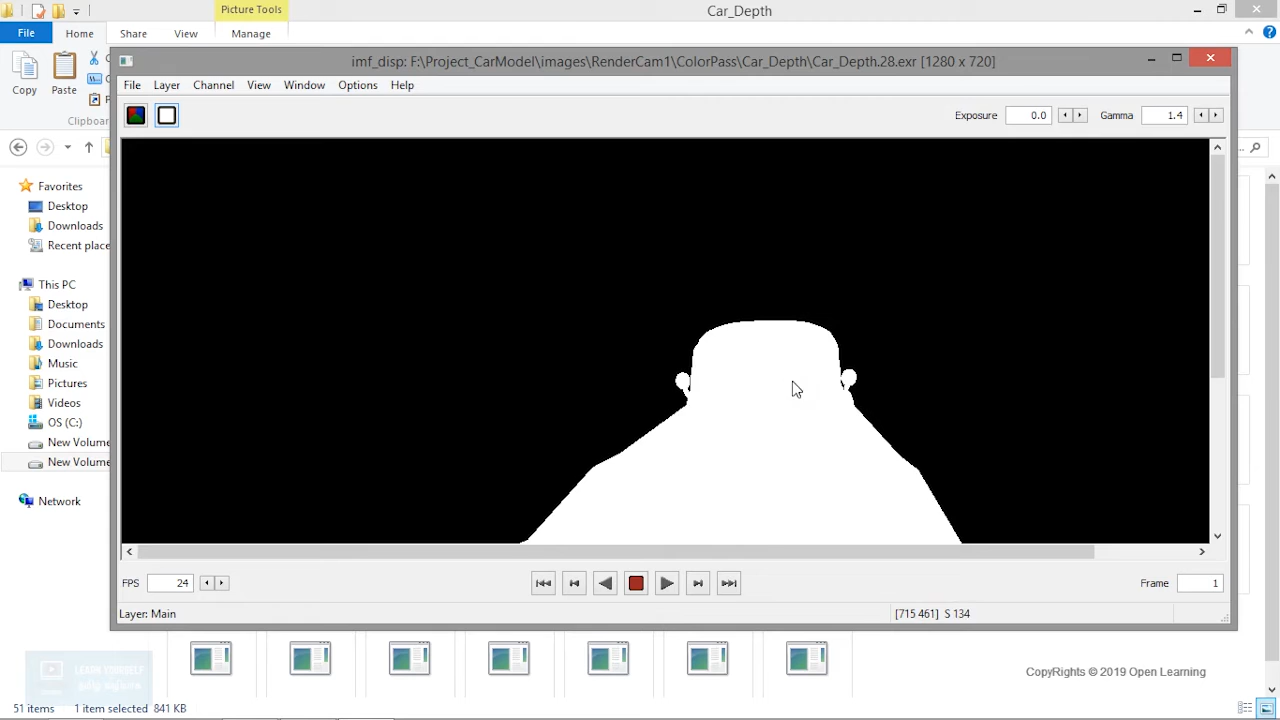 Picture Tools
Car_Depth
File
Home
Share
View
Manage
Copy
Paste
Clipboar
imf_disp: F:\Project_CarModel\images\RenderCam1\ColorPass\Car_Depth\Car_Depth.28.exr [1280 x 720]
File Layer Channel View Window Options Help
Exposure 0.0 Gamma 1.4
Favorites
Desktop
Downloads
Recent place
This PC
Desktop
Documents
Downloads
Music
Pictures
Videos
OS (C:)
New Volume
New Volume
Network
FPS 24
Frame 1
Layer: Main
[715 461] S 134
LEARN YOURSELF
CopyRights © 2019 Open Learning
51 items 1 item selected 841 KB